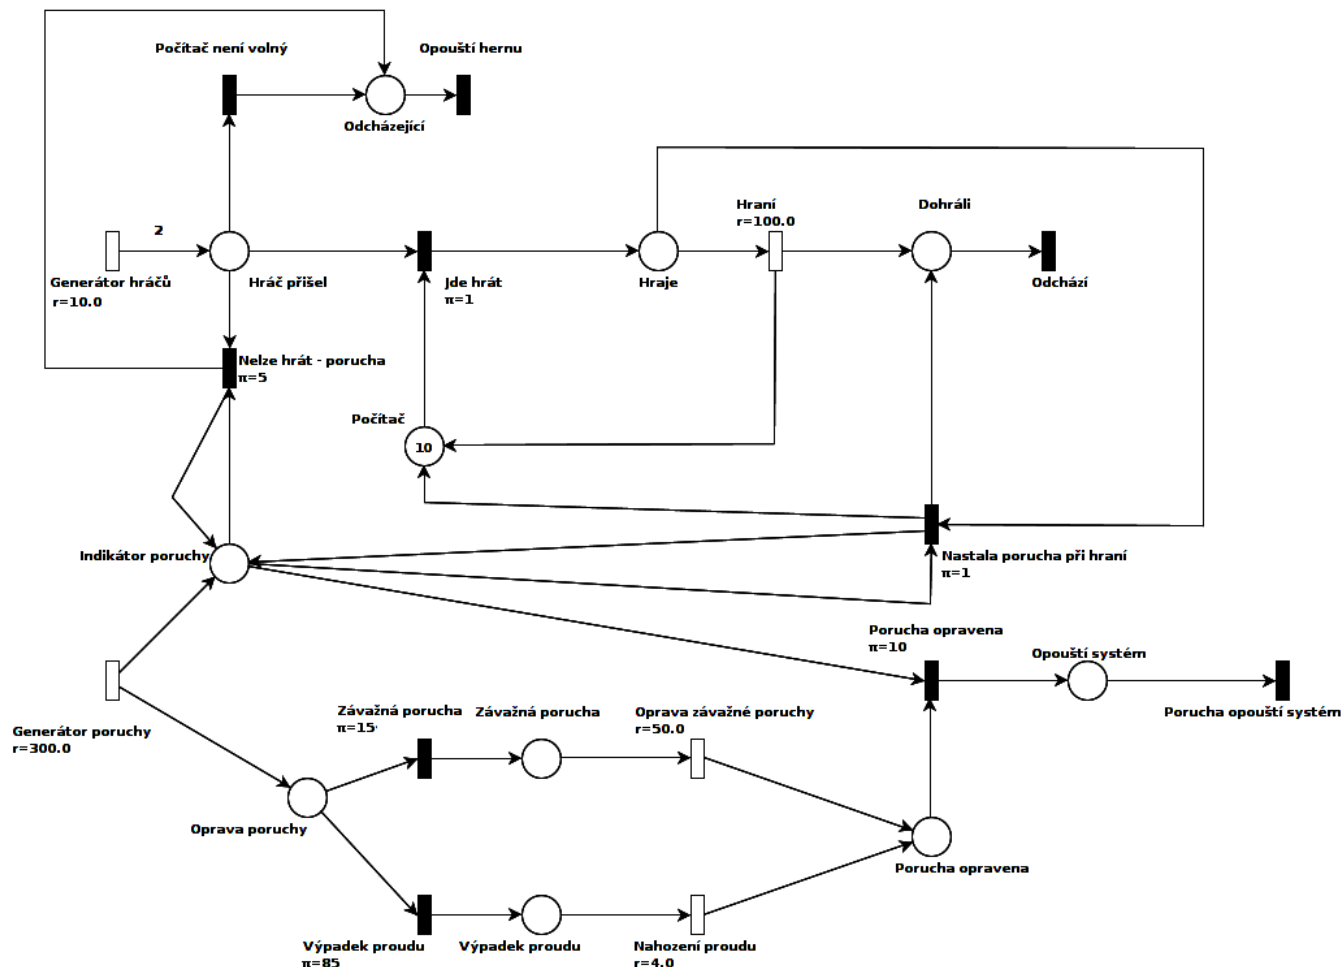 Počítač není volný
Opouští hernu
Odcházející
2
Generátor hráčů
r=10.0
Hráč přišel
Jde hrát
π=1
Hraje
Hraní
r=100.0
Dohráli
Odchází
Nelze hrát - porucha
π=5
Počítač
10
Indikátor poruchy
Nastala porucha při hraní
π=1
Porucha opravena
π=10
Opouští systém
Porucha opouští systém
Generátor poruchy
r=300.0
Závažná porucha
π=15
Závažná porucha
Oprava závažné poruchy
r=50.0
Oprava poruchy
Porucha opravena
Výpadek proudu
π=85
Výpadek proudu
Nahození proudu
r=4.0